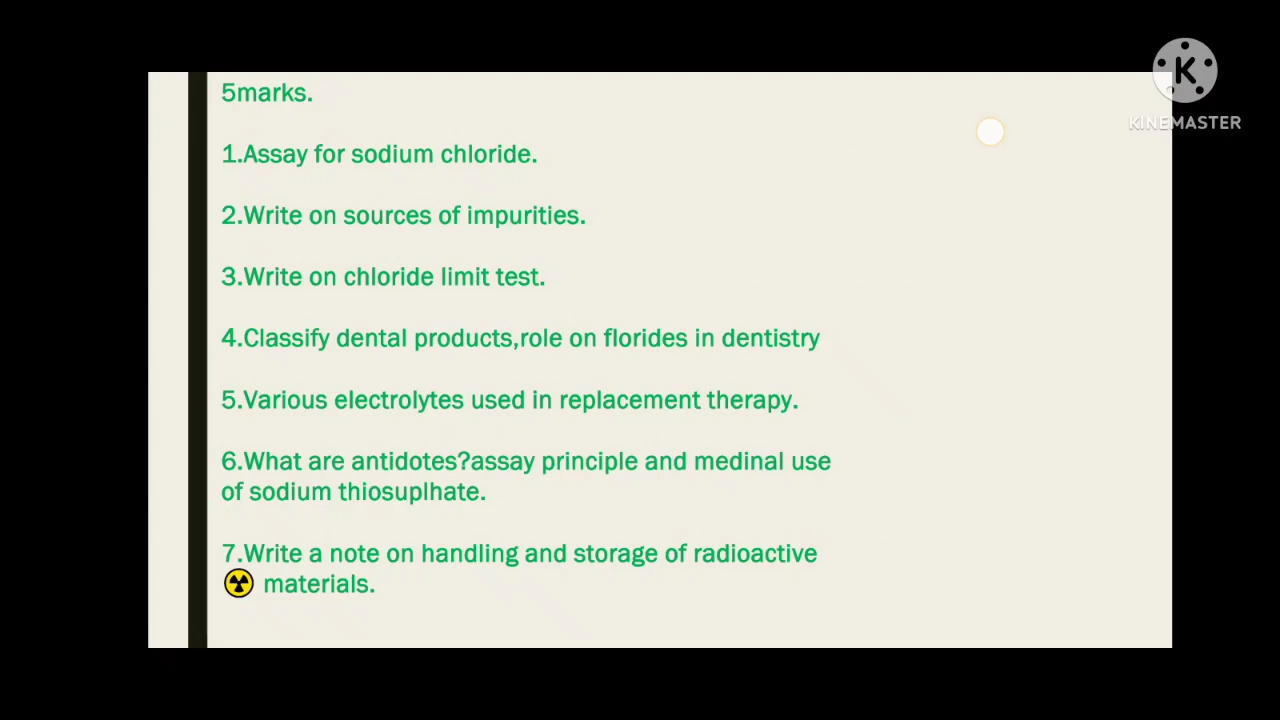 5marks.
KINEMASTER
1.Assay for sodium chloride.
2.Write on sources of impurities.
3.Write on chloride limit test.
4.Classify dental products,role on florides in dentistry
5.Various electrolytes used in replacement therapy.
6.What are antidotes?assay principle and medinal use
of sodium thiosuplhate.
7.Write a note on handling and storage of radioactive
☢ materials.